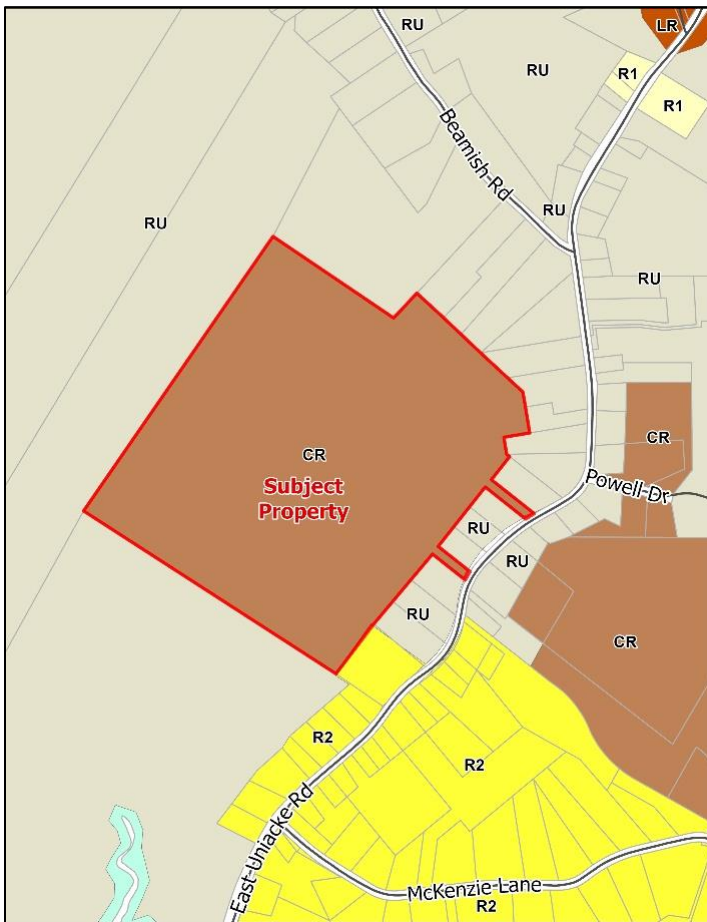 RU
LR
RU
R1
R1
Beamish-Rd
RU
RU
RU
CR
Subject
Property
CR
Powell-Dr
RU
RU
RU
CR
R2
R2
East-Uniacke-Rd
McKenzie Lane
R2